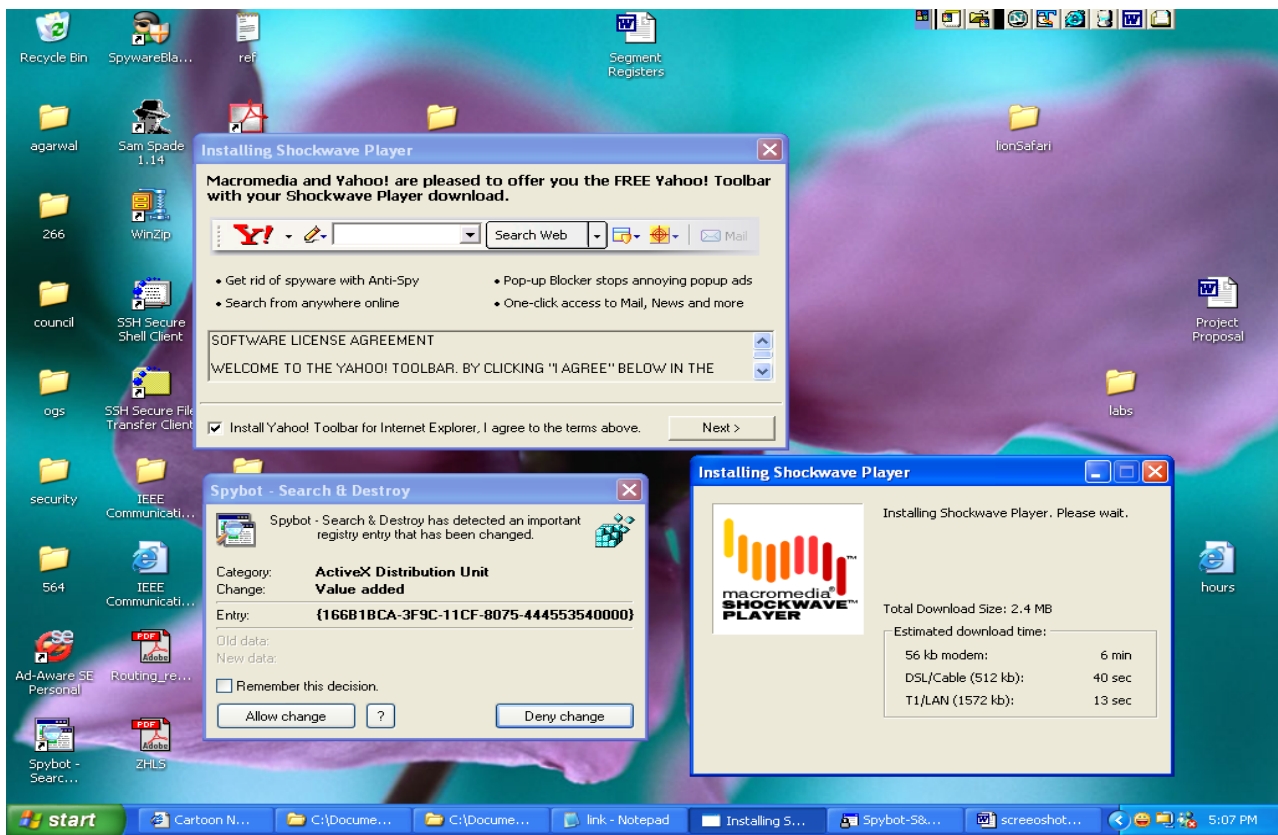 Recycle Bin
SpywareBla...
ref
Segment
Registers
agarwal
Sam Spade
1.14
lionSafari
266
WinZip
council
SSH Secure
Shell Client
Project
Proposal
ogs
SSH Secure File
Transfer Client
labs
security
IEEE
Communicati...
564
IEEE
Communicati...
hours
Ad-Aware SE
Personal
Routing_re...
Spybot -
Searc...
ZHLS
Installing Shockwave Player
Macromedia and Yahoo! are pleased to offer you the FREE Yahoo! Toolbar
with your Shockwave Player download.
Y! Search Web Mail
• Get rid of spyware with Anti-Spy
• Pop-up Blocker stops annoying popup ads
• Search from anywhere online
• One-click access to Mail, News and more
SOFTWARE LICENSE AGREEMENT
WELCOME TO THE YAHOO! TOOLBAR. BY CLICKING "I AGREE" BELOW IN THE
Install Yahoo! Toolbar for Internet Explorer, I agree to the terms above.
Next >
Spybot - Search & Destroy
Spybot - Search & Destroy has detected an important
registry entry that has been changed.
Category: ActiveX Distribution Unit
Change: Value added
Entry: {166B1BCA-3F9C-11CF-8075-444553540000}
Old data:
New data:
Remember this decision.
Allow change ? Deny change
Installing Shockwave Player
Installing Shockwave Player. Please wait.
macromedia®
SHOCKWAVE™
PLAYER
Total Download Size: 2.4 MB
Estimated download time:
56 kb modem: 6 min
DSL/Cable (512 kb): 40 sec
T1/LAN (1572 kb): 13 sec
start
Cartoon N...
C:\Docume...
C:\Docume...
link - Notepad
Installing S...
Spybot-S&...
screeoshot...
5:07 PM